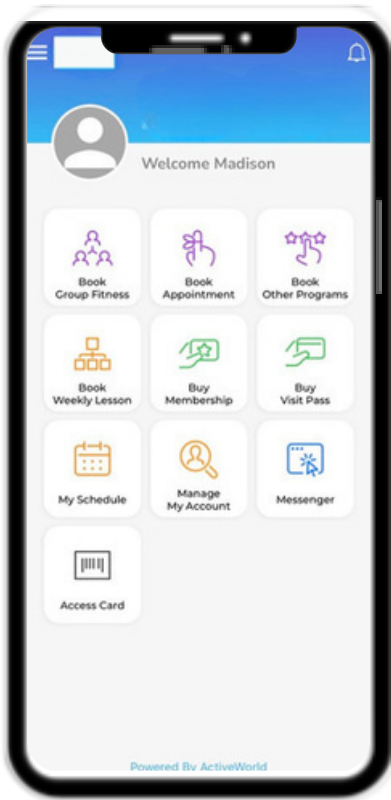 Welcome Madison
Book
Group Fitness
Book
Appointment
Book
Other Programs
Book
Weekly Lesson
Buy
Membership
Buy
Visit Pass
My Schedule
Manage
My Account
Messenger
Access Card
Powered By ActiveWorld